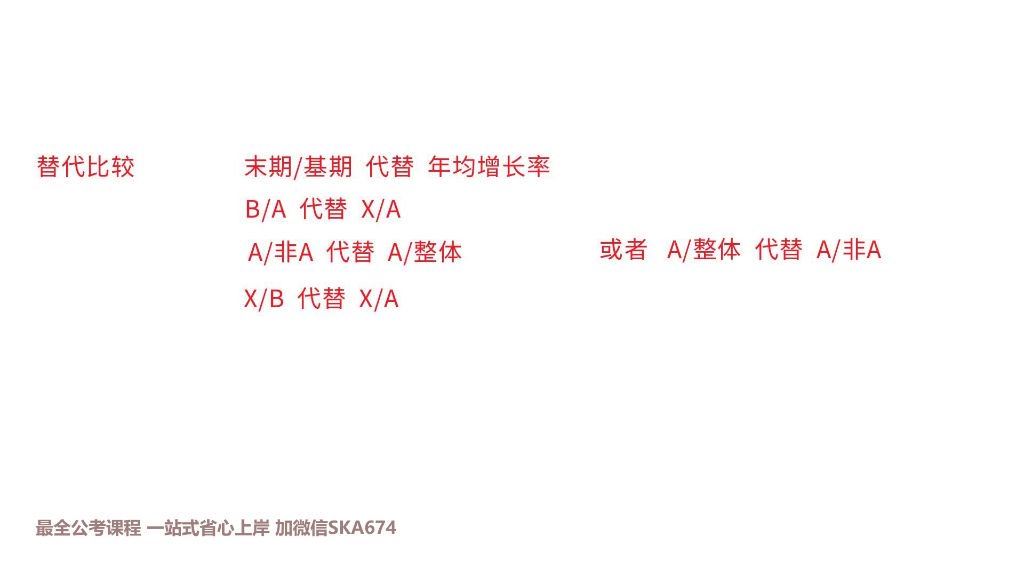 替代比较 末期/基期 代替 年均增长率
B/A 代替 X/A
A/非A 代替 A/整体 或者 A/整体 代替 A/非A
X/B 代替 X/A
最全公考课程 一站式省心上岸 加微信SKA674